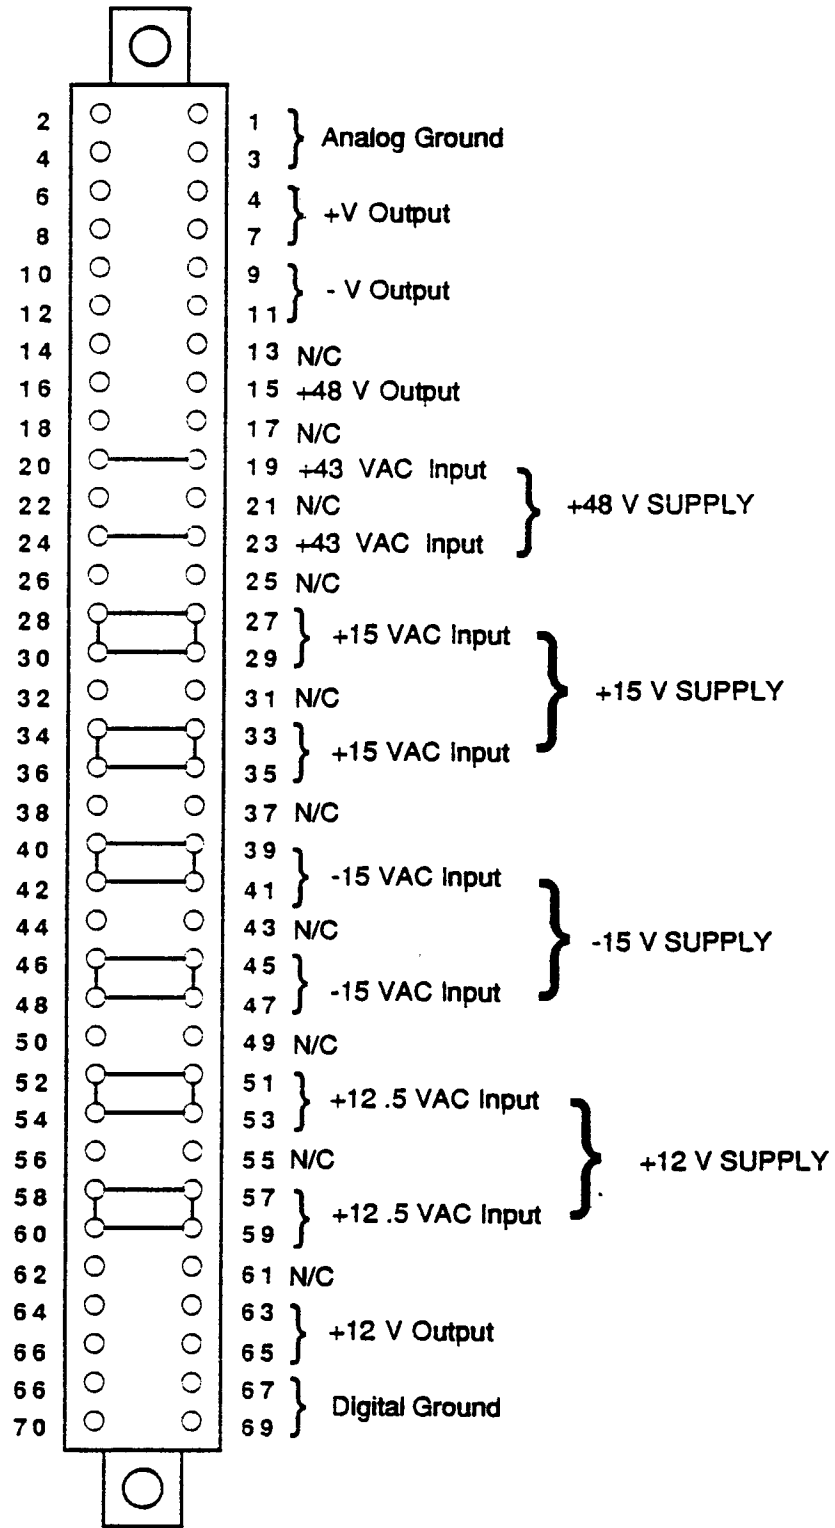 2 1 Analog Ground
4 3
6 4 +V Output
8 7
10 9 - V Output
12 11
14 13 N/C
16 15 +48 V Output
18 17 N/C
20 19 +43 VAC Input
22 21 N/C +48 V SUPPLY
24 23 +43 VAC Input
26 25 N/C
28 27 +15 VAC Input
30 29
32 31 N/C +15 V SUPPLY
34 33 +15 VAC Input
36 35
38 37 N/C
40 39 -15 VAC Input
42 41
44 43 N/C -15 V SUPPLY
46 45 -15 VAC Input
48 47
50 49 N/C
52 51 +12 .5 VAC Input
54 53
56 55 N/C +12 V SUPPLY
58 57 +12 .5 VAC Input
60 59
62 61 N/C
64 63 +12 V Output
66 65
66 67 Digital Ground
70 69